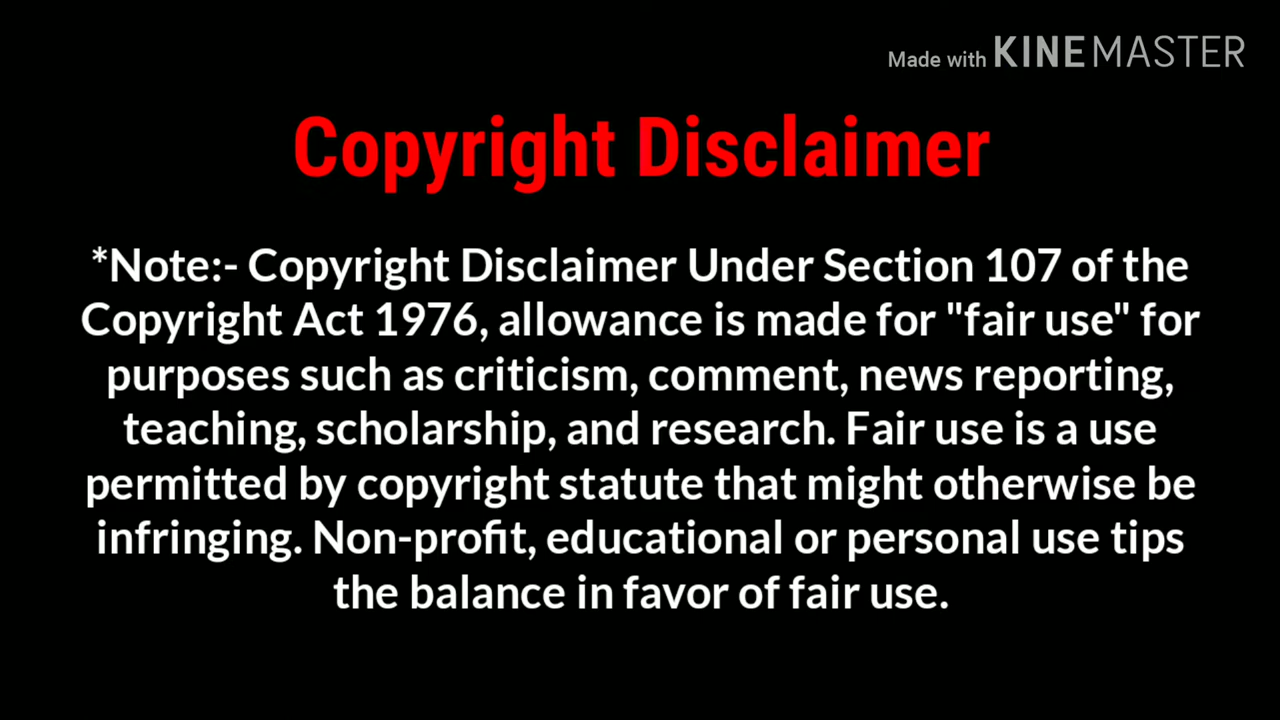 Made with KINEMASTER
Copyright Disclaimer
*Note:- Copyright Disclaimer Under Section 107 of the
Copyright Act 1976, allowance is made for "fair use" for
purposes such as criticism, comment, news reporting,
teaching, scholarship, and research. Fair use is a use
permitted by copyright statute that might otherwise be
infringing. Non-profit, educational or personal use tips
the balance in favor of fair use.